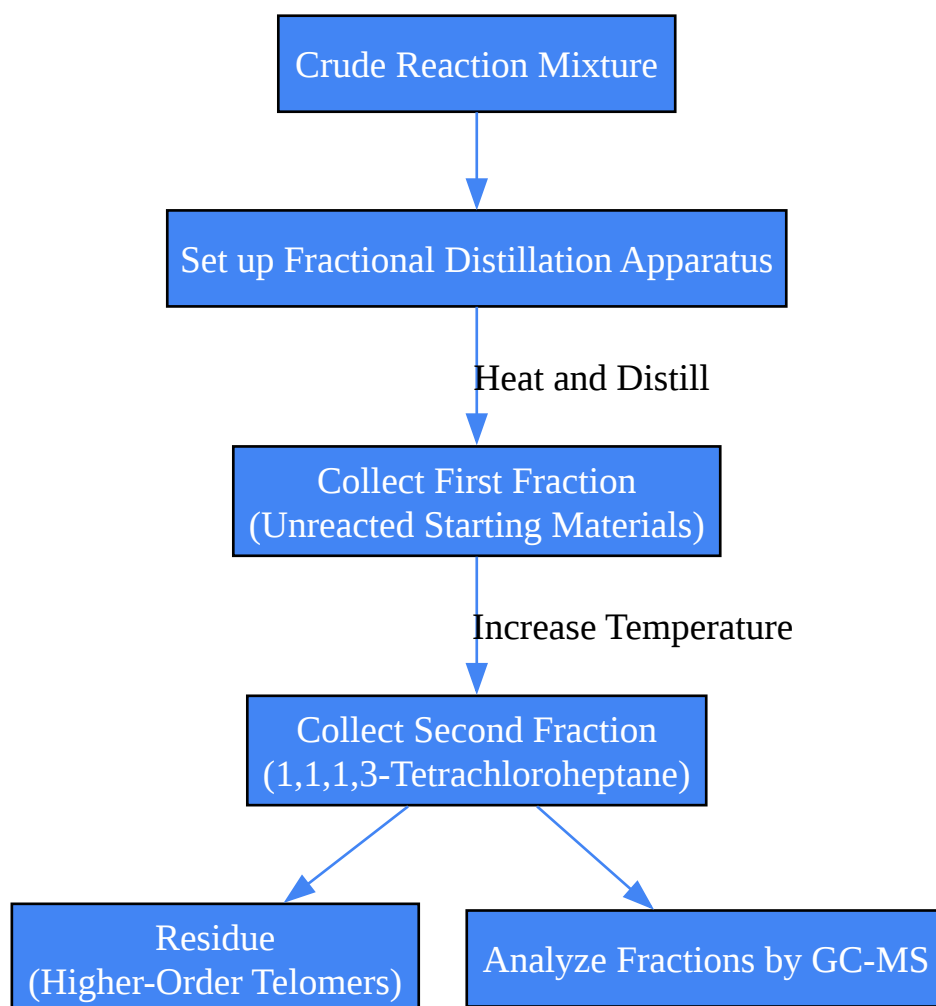 Crude Reaction Mixture
Set up Fractional Distillation Apparatus
Heat and Distill
Collect First Fraction
(Unreacted Starting Materials)
Increase Temperature
Collect Second Fraction
(1,1,1,3-Tetrachloroheptane)
Residue
(Higher-Order Telomers)
Analyze Fractions by GC-MS